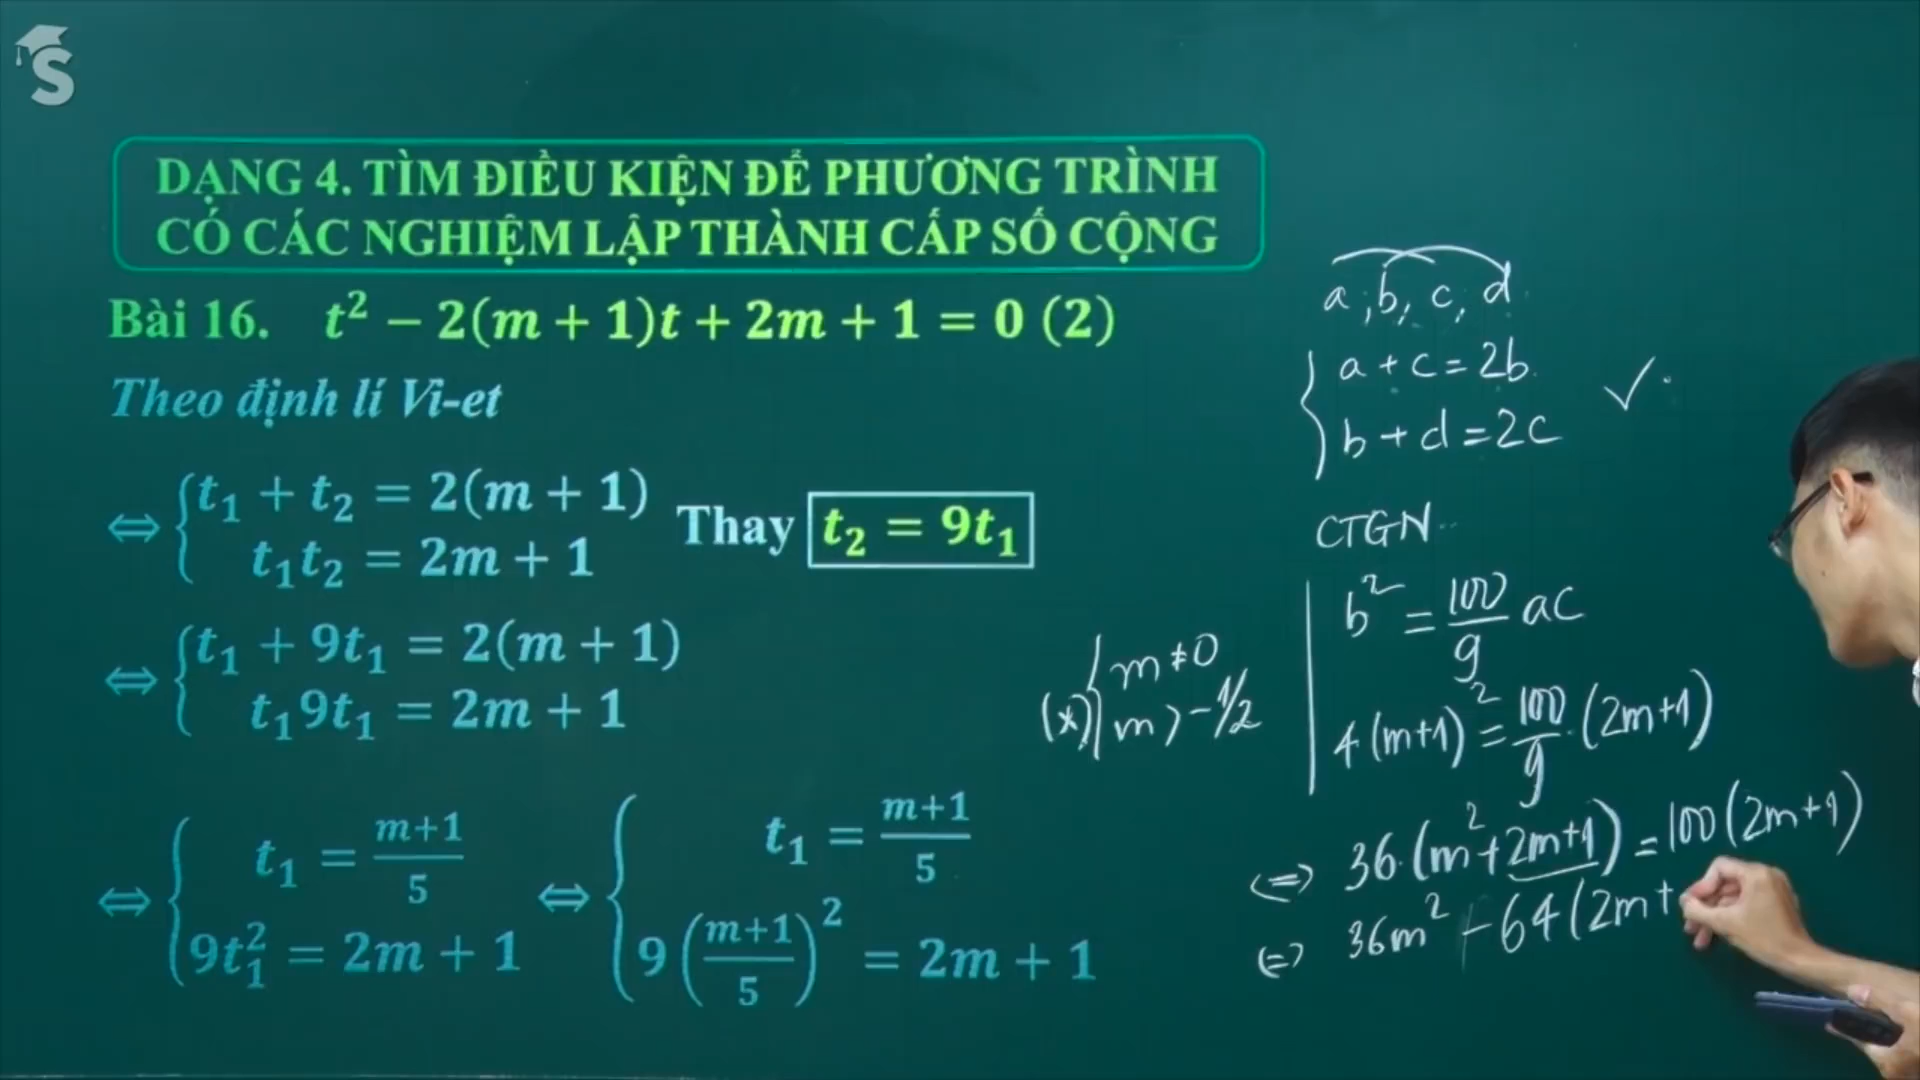 S
DẠNG 4. TÌM ĐIỀU KIỆN ĐỂ PHƯƠNG TRÌNH
CÓ CÁC NGHIỆM LẬP THÀNH CẤP SỐ CỘNG
Bài 16. t² − 2(m + 1)t + 2m + 1 = 0 (2)
Theo định lí Vi-et
⇔ { t₁ + t₂ = 2(m + 1)
t₁t₂ = 2m + 1
Thay t₂ = 9t₁
⇔ { t₁ + 9t₁ = 2(m + 1)
t₁9t₁ = 2m + 1
⇔ { t₁ = (m+1)/5
9t₁² = 2m + 1
⇔ { t₁ = (m+1)/5
9((m+1)/5)² = 2m + 1
a, b, c, d
{ a + c = 2b
b + d = 2c
✓
CTGN
b² = 100/9 ac
4(m+1)² = 100/9 . (2m+1)
(*) { m ≠ 0
m > -1/2
⇔ 36.(m² + 2m+1) = 100(2m+1)
⇔ 36m² − 64(2m +